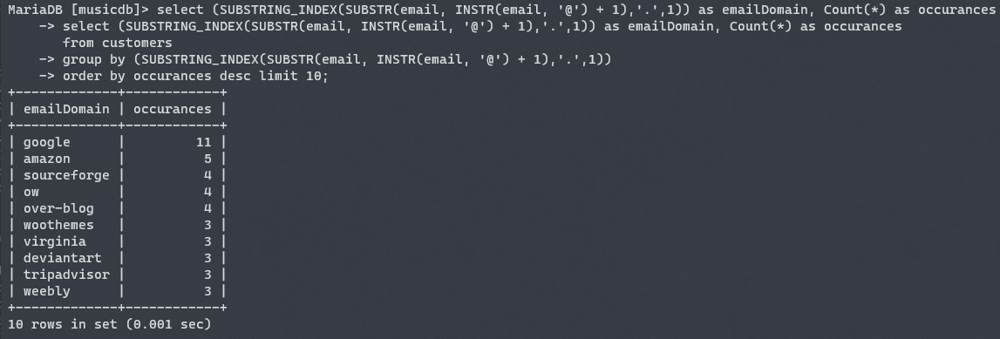 MariaDB [musicdb]> select (SUBSTRING_INDEX(SUBSTR(email, INSTR(email, '@') + 1),'.',1)) as emailDomain, Count(*) as occurances
    -> select (SUBSTRING_INDEX(SUBSTR(email, INSTR(email, '@') + 1),'.',1)) as emailDomain, Count(*) as occurances
       from customers
    -> group by (SUBSTRING_INDEX(SUBSTR(email, INSTR(email, '@') + 1),'.',1))
    -> order by occurances desc limit 10;
+-------------+------------+
| emailDomain | occurances |
+-------------+------------+
| google      |         11 |
| amazon      |          5 |
| sourceforge |          4 |
| ow          |          4 |
| over-blog   |          4 |
| woothemes   |          3 |
| virginia    |          3 |
| deviantart  |          3 |
| tripadvisor |          3 |
| weebly      |          3 |
+-------------+------------+
10 rows in set (0.001 sec)